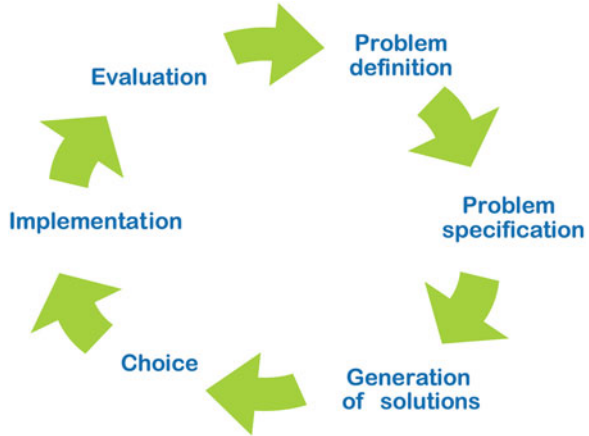 Problem
definition
Problem
specification
Generation
of solutions
Choice
Implementation
Evaluation